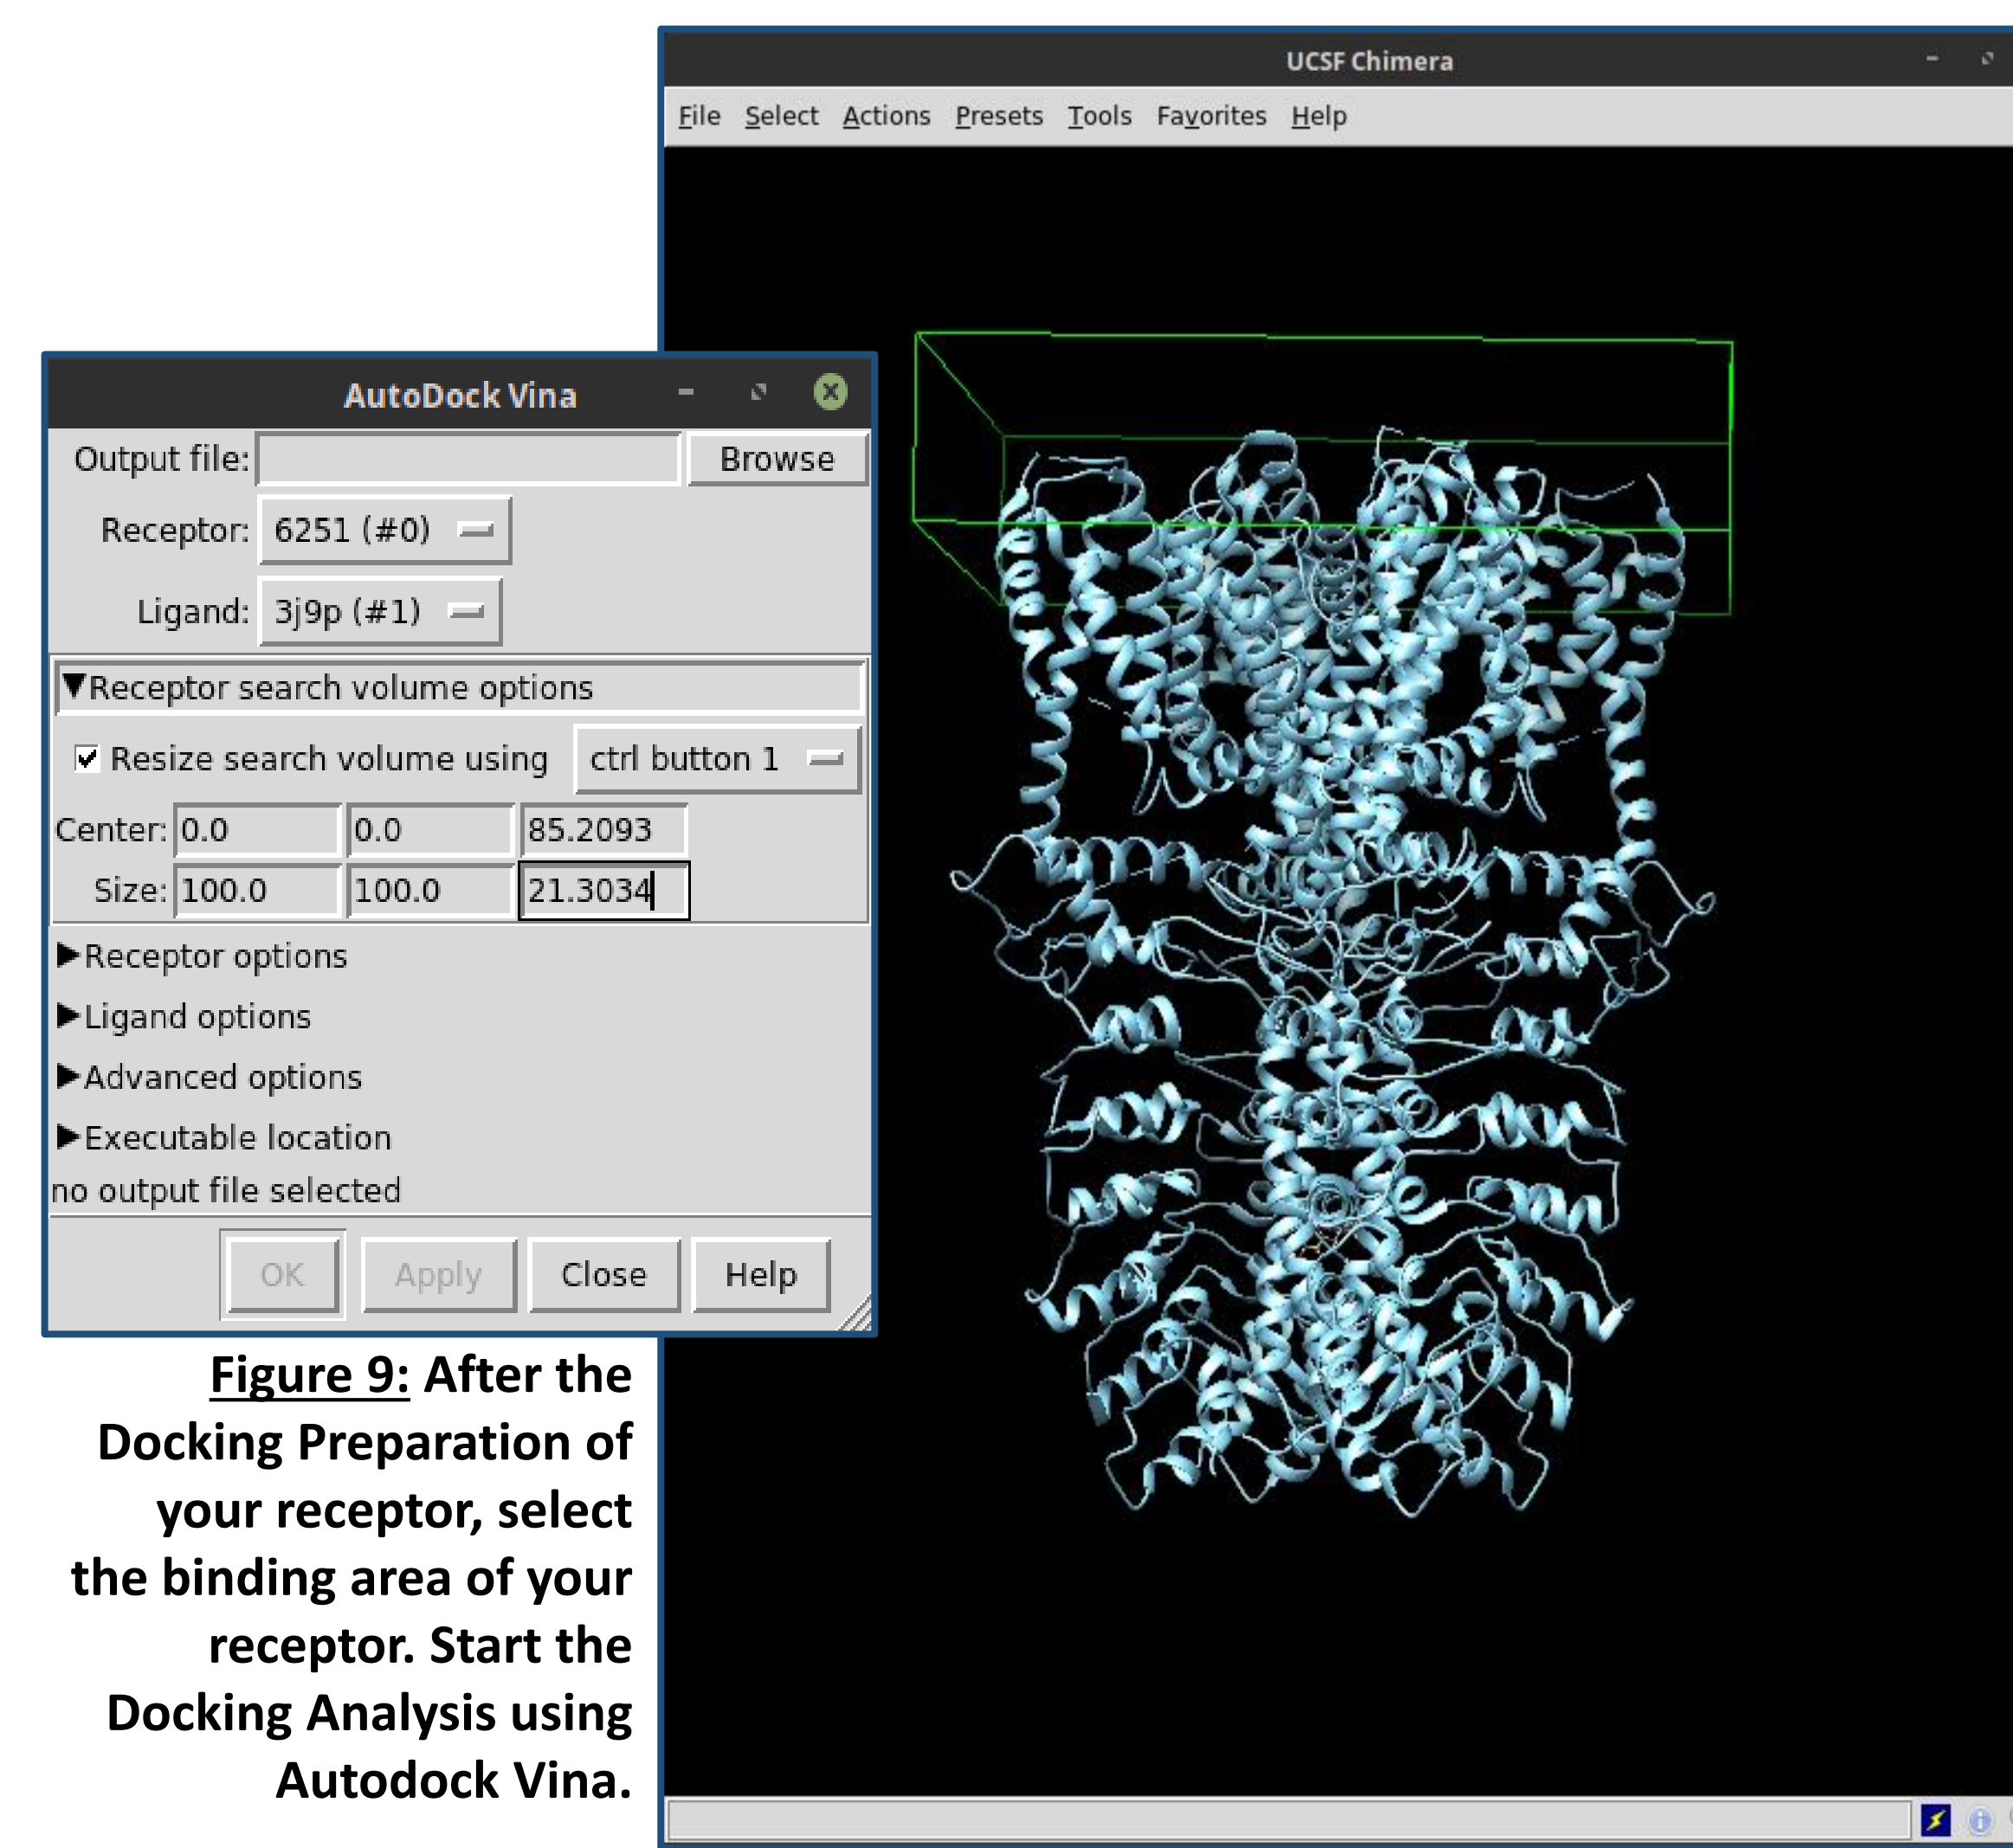 UCSF Chimera
File Select Actions Presets Tools Favorites Help
AutoDock Vina
Output file: Browse
Receptor: 6251 (#0)
Ligand: 3j9p (#1)
▼Receptor search volume options
Resize search volume using ctrl button 1
Center: 0.0 0.0 85.2093
Size: 100.0 100.0 21.3034
▶Receptor options
▶Ligand options
▶Advanced options
▶Executable location
no output file selected
OK Apply Close Help
Figure 9: After the
Docking Preparation of
your receptor, select
the binding area of your
receptor. Start the
Docking Analysis using
Autodock Vina.